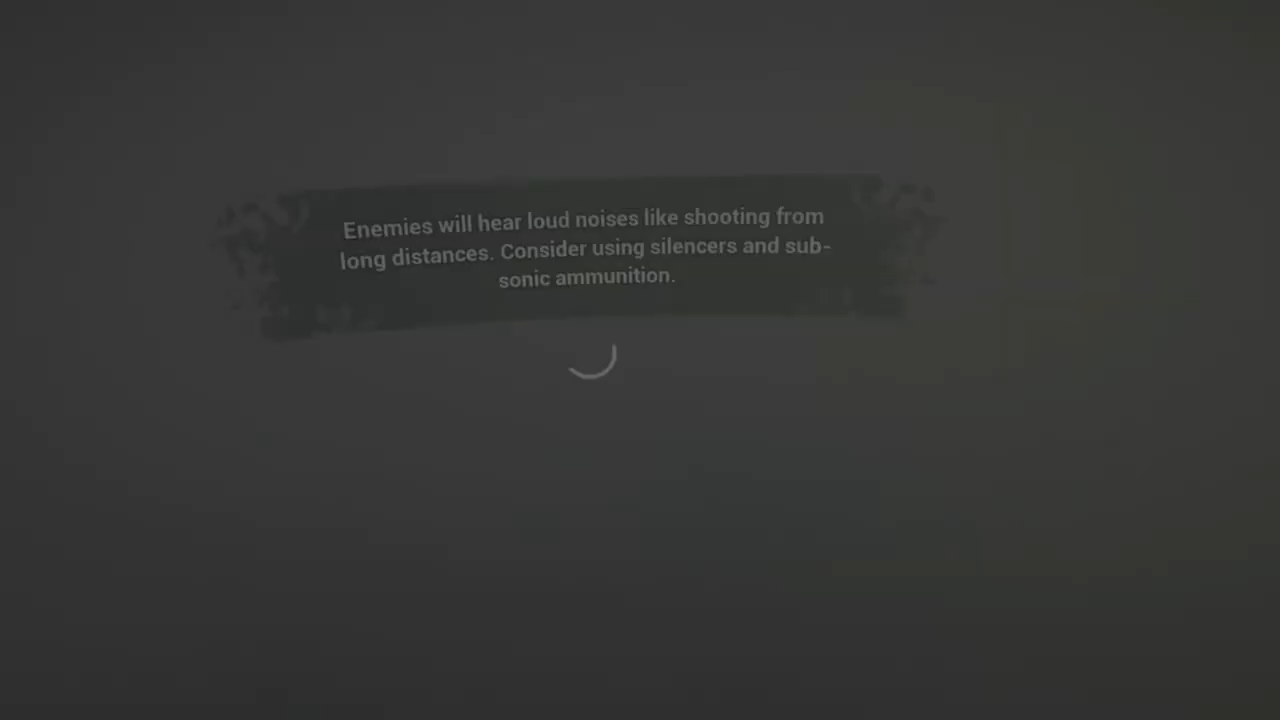 Enemies will hear loud noises like shooting from
long distances. Consider using silencers and sub-
sonic ammunition.